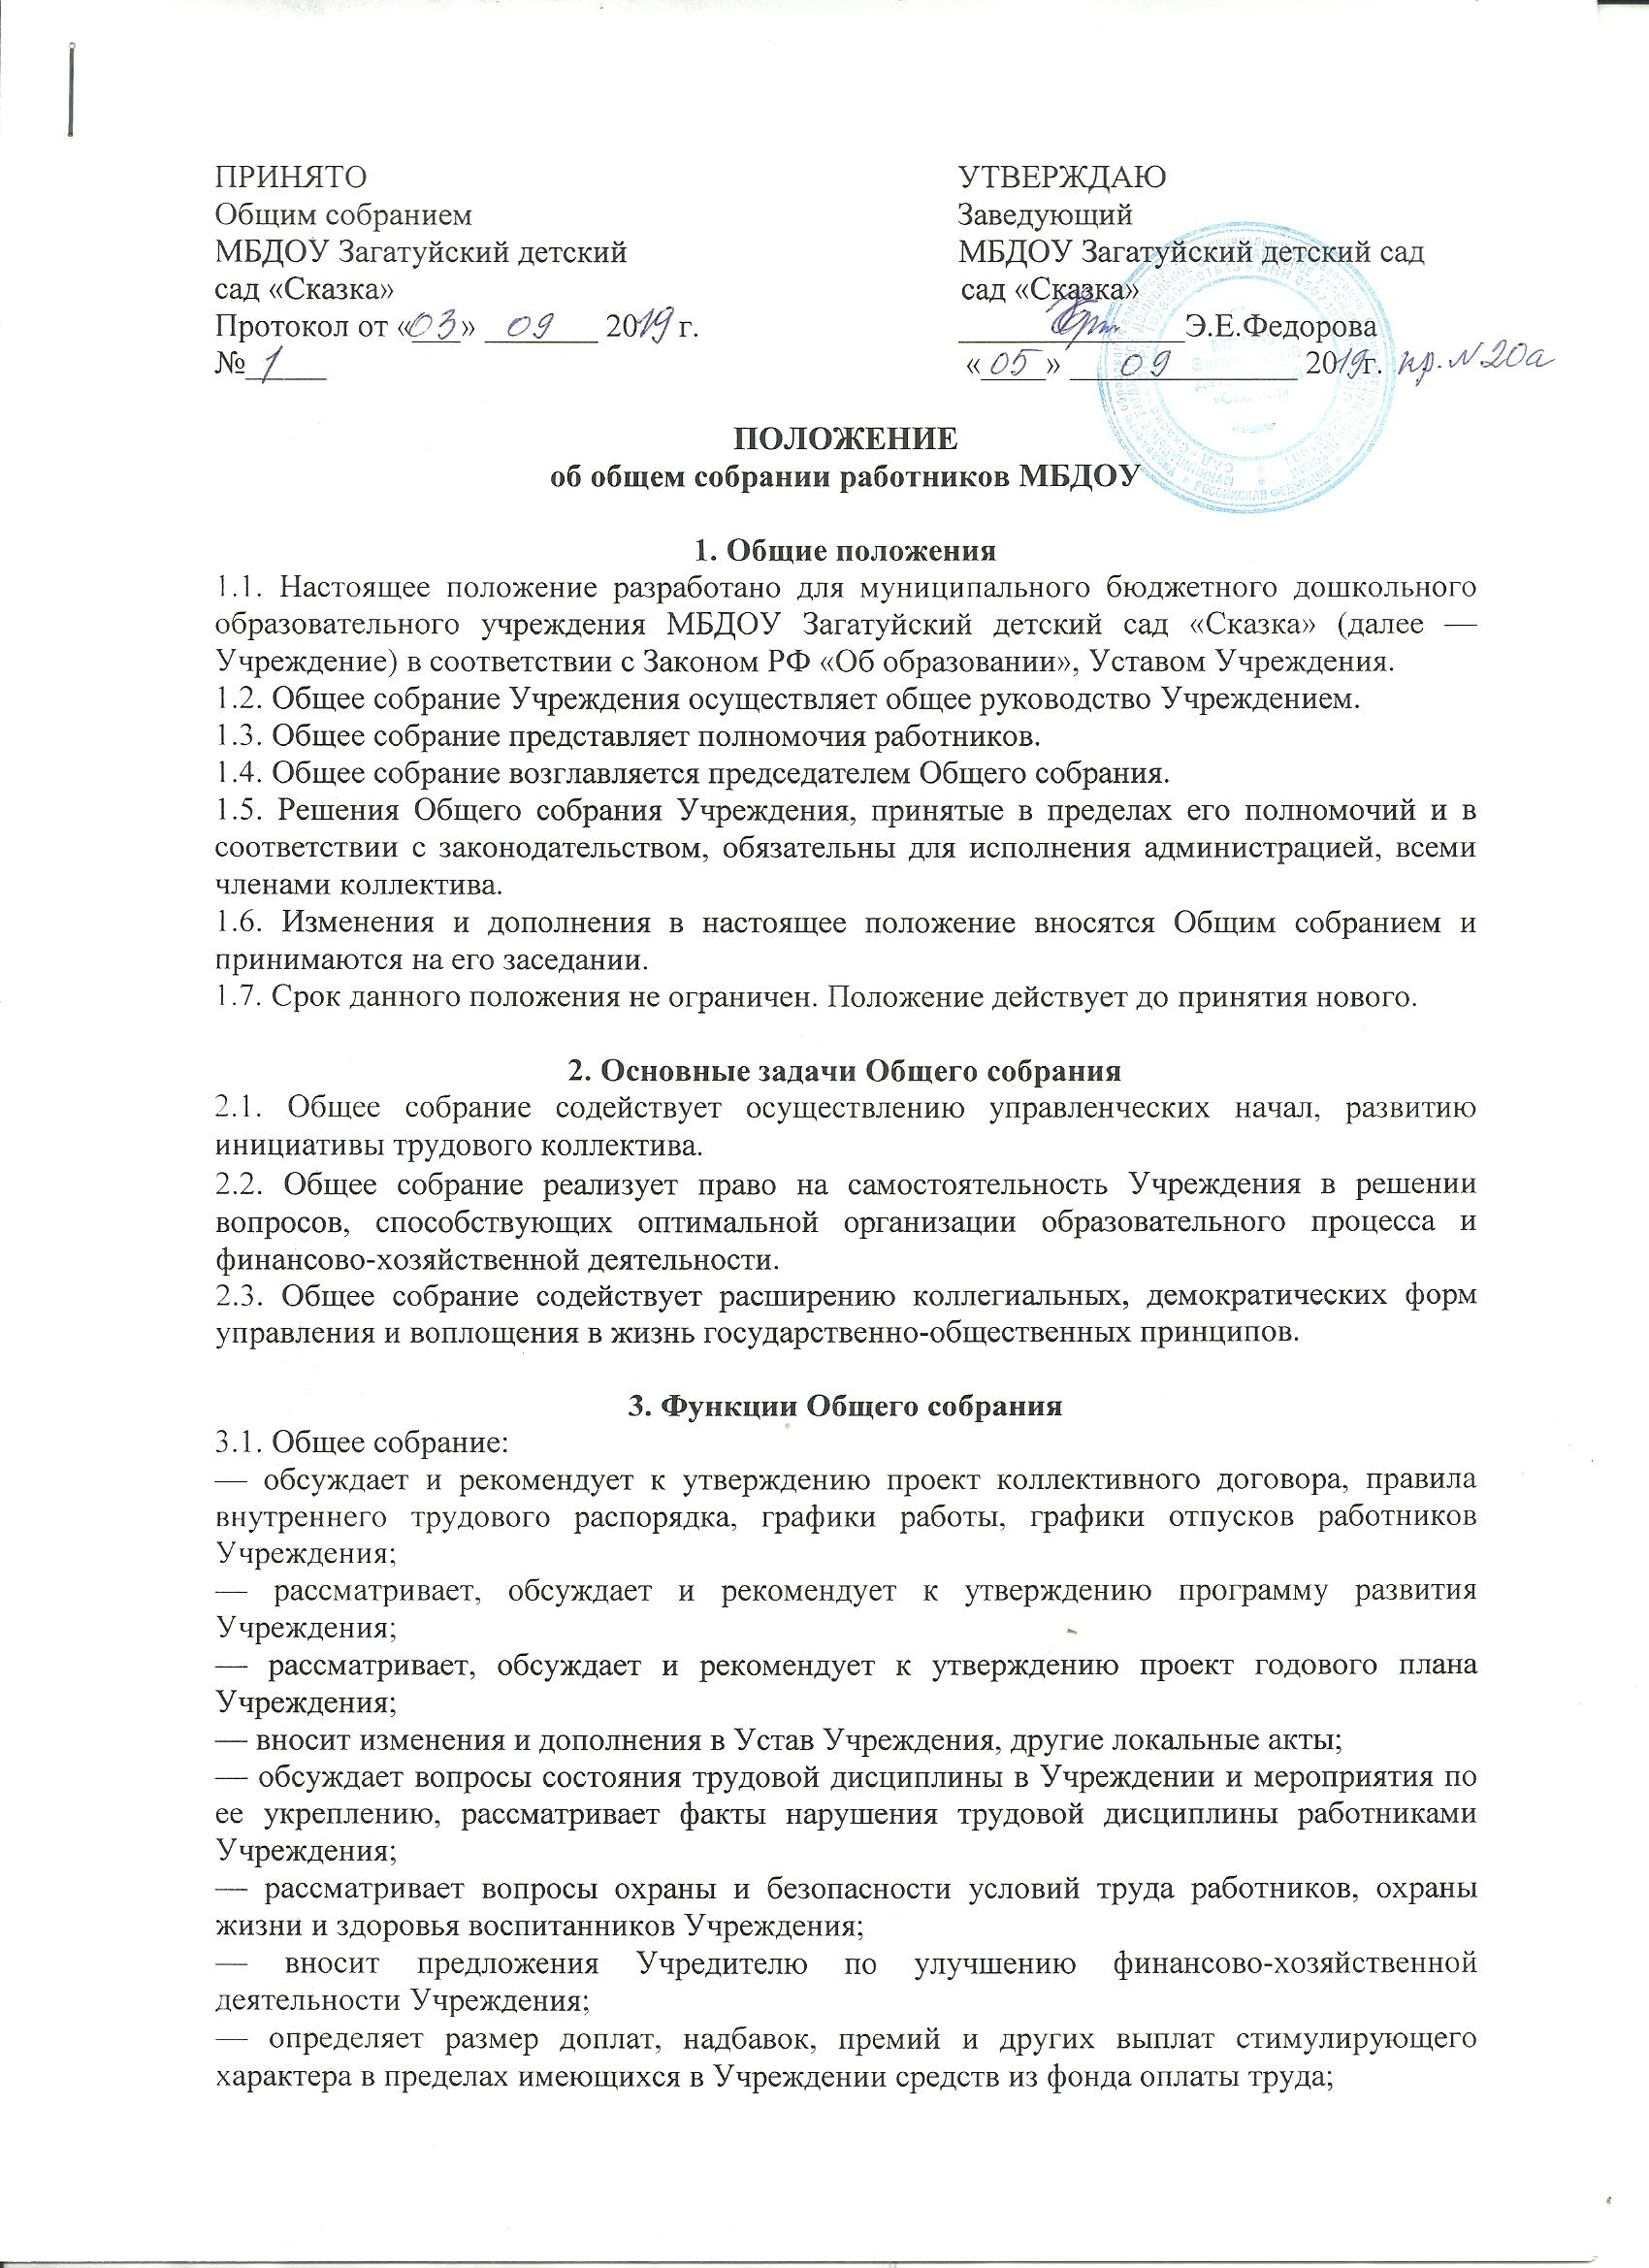 ПРИНЯТО
Общим собранием
МБДОУ Загатуйский детский
сад «Сказка»
Протокол от «03» 09 2019 г.
№ 1
УТВЕРЖДАЮ
Заведующий
МБДОУ Загатуйский детский сад
сад «Сказка»
Э.Е.Федорова
«05» 09 2019г. пр. N 20а
РОССИЙСКАЯ ФЕДЕРАЦИЯ
ПОЛОЖЕНИЕ
об общем собрании работников МБДОУ
1. Общие положения
1.1. Настоящее положение разработано для муниципального бюджетного дошкольного
образовательного учреждения МБДОУ Загатуйский детский сад «Сказка» (далее —
Учреждение) в соответствии с Законом РФ «Об образовании», Уставом Учреждения.
1.2. Общее собрание Учреждения осуществляет общее руководство Учреждением.
1.3. Общее собрание представляет полномочия работников.
1.4. Общее собрание возглавляется председателем Общего собрания.
1.5. Решения Общего собрания Учреждения, принятые в пределах его полномочий и в
соответствии с законодательством, обязательны для исполнения администрацией, всеми
членами коллектива.
1.6. Изменения и дополнения в настоящее положение вносятся Общим собранием и
принимаются на его заседании.
1.7. Срок данного положения не ограничен. Положение действует до принятия нового.
2. Основные задачи Общего собрания
2.1. Общее собрание содействует осуществлению управленческих начал, развитию
инициативы трудового коллектива.
2.2. Общее собрание реализует право на самостоятельность Учреждения в решении
вопросов, способствующих оптимальной организации образовательного процесса и
финансово-хозяйственной деятельности.
2.3. Общее собрание содействует расширению коллегиальных, демократических форм
управления и воплощения в жизнь государственно-общественных принципов.
3. Функции Общего собрания
3.1. Общее собрание:
— обсуждает и рекомендует к утверждению проект коллективного договора, правила
внутреннего трудового распорядка, графики работы, графики отпусков работников
Учреждения;
— рассматривает, обсуждает и рекомендует к утверждению программу развития
Учреждения;
— рассматривает, обсуждает и рекомендует к утверждению проект годового плана
Учреждения;
— вносит изменения и дополнения в Устав Учреждения, другие локальные акты;
— обсуждает вопросы состояния трудовой дисциплины в Учреждении и мероприятия по
ее укреплению, рассматривает факты нарушения трудовой дисциплины работниками
Учреждения;
— рассматривает вопросы охраны и безопасности условий труда работников, охраны
жизни и здоровья воспитанников Учреждения;
— вносит предложения Учредителю по улучшению финансово-хозяйственной
деятельности Учреждения;
— определяет размер доплат, надбавок, премий и других выплат стимулирующего
характера в пределах имеющихся в Учреждении средств из фонда оплаты труда;